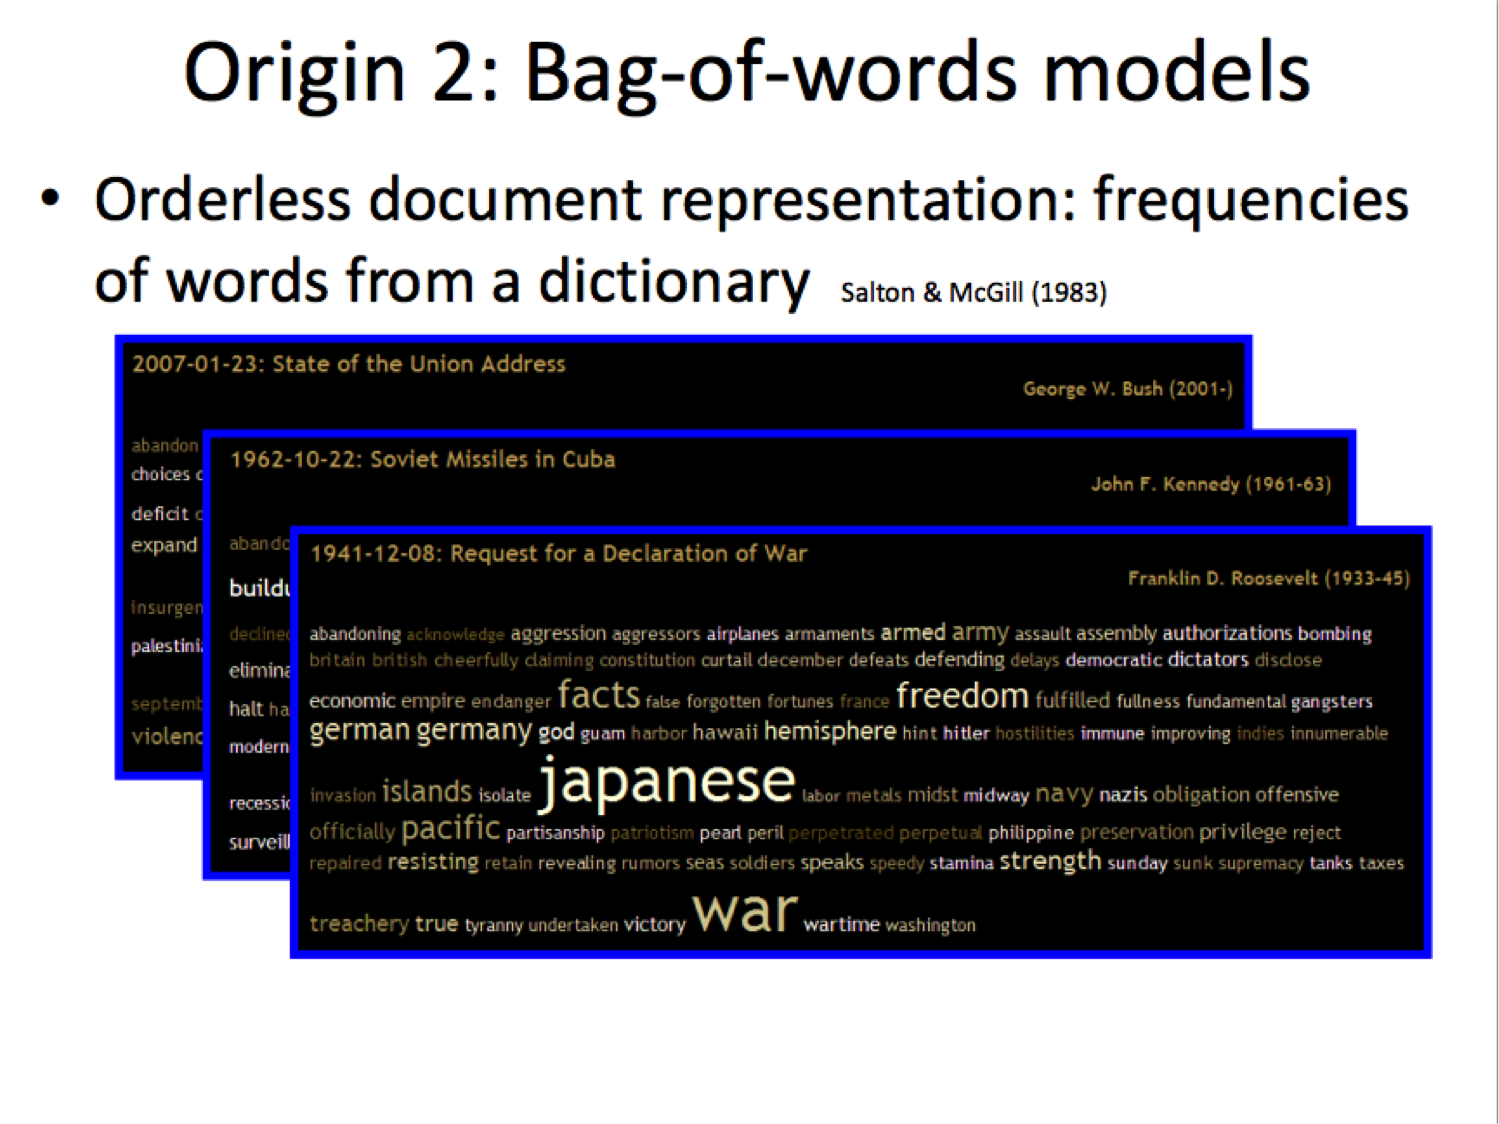 Origin 2: Bag-of-words models
• Orderless document representation: frequencies
of words from a dictionary Salton & McGill (1983)
2007-01-23: State of the Union Address
George W. Bush (2001-)
abandon
choices
deficit
expand
septemb
1962-10-22: Soviet Missiles in Cuba
John F. Kennedy (1961-63)
abando
buildu
declined
elimina
halt ha
modern
recessio
surveill
1941-12-08: Request for a Declaration of War
Franklin D. Roosevelt (1933-45)
abandoning acknowledge aggression aggressors airplanes armaments armed army assault assembly authorizations bombing
britain british cheerfully claiming constitution curtail december defeats defending delays democratic dictators disclose
economic empire endanger facts false forgotten fortunes france freedom fulfilled fullness fundamental gangsters
german germany god guam harbor hawaii hemisphere hint hitler hostilities immune improving indies innumerable
invasion islands isolate japanese labor metals midst midway navy nazis obligation offensive
officially pacific partisanship patriotism pearl peril perpetrated perpetual philippine preservation privilege reject
repaired resisting retain revealing rumors seas soldiers speaks speedy stamina strength sunday sunk supremacy tanks taxes
treachery true tyranny undertaken victory war wartime washington